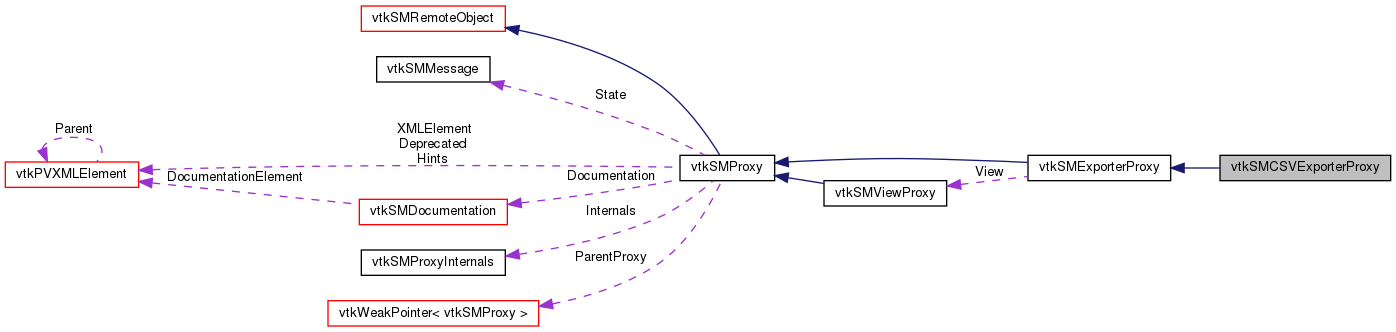 vtkSMRemoteObject
vtkSMMessage
State
Parent
XMLElement
Deprecated
Hints
vtkPVXMLElement
DocumentationElement
Documentation
vtkSMProxy
vtkSMExporterProxy
vtkSMCSVExporterProxy
View
vtkSMViewProxy
vtkSMDocumentation
Internals
vtkSMProxyInternals
ParentProxy
vtkWeakPointer< vtkSMProxy >